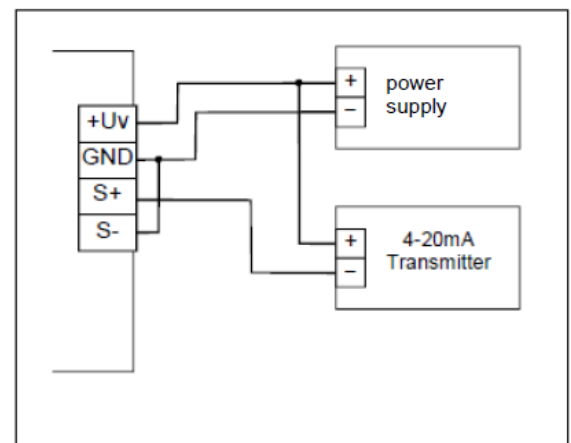 +Uv
GND
S+
S-
+ power
− supply
+ 4-20mA
− Transmitter